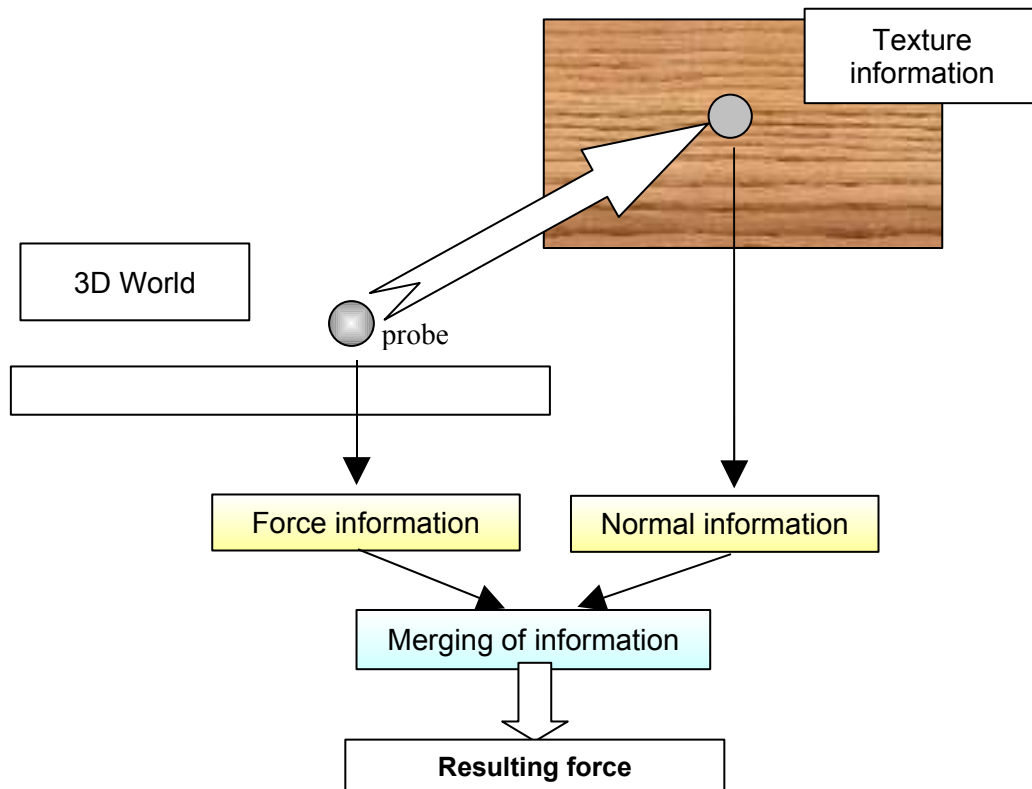 Texture
information
3D World
probe
Force information
Normal information
Merging of information
Resulting force